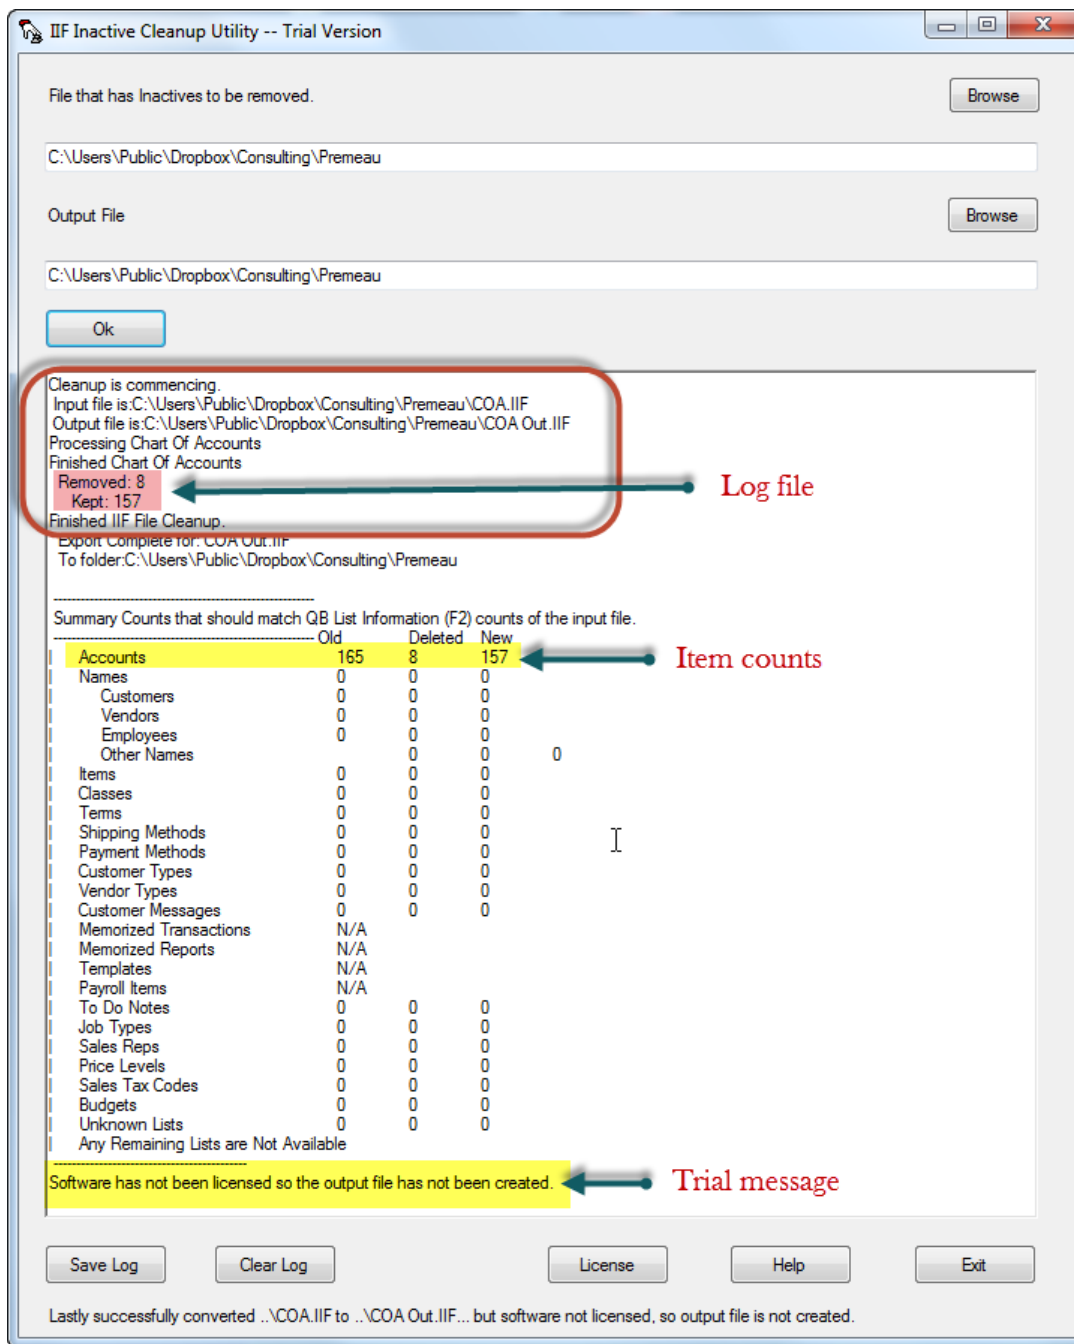 IIF Inactive Cleanup Utility -- Trial Version
File that has Inactives to be removed.
Browse
C:\Users\Public\Dropbox\Consulting\Premeau
Output File
Browse
C:\Users\Public\Dropbox\Consulting\Premeau
Ok
Cleanup is commencing.
Input file is:C:\Users\Public\Dropbox\Consulting\Premeau\COA.IIF
Output file is:C:\Users\Public\Dropbox\Consulting\Premeau\COA Out.IIF
Processing Chart Of Accounts
Finished Chart Of Accounts
Removed: 8
Kept: 157
Log file
Finished IIF File Cleanup.
Export Complete for: COA Out.IIF
To folder:C:\Users\Public\Dropbox\Consulting\Premeau
----------------------------------------------------------
Summary Counts that should match QB List Information (F2) counts of the input file.
---------------------------------------------------------- Old Deleted New
| Accounts 165 8 157
Item counts
| Names 0 0 0
| Customers 0 0 0
| Vendors 0 0 0
| Employees 0 0 0
| Other Names 0 0 0
| Items 0 0 0
| Classes 0 0 0
| Terms 0 0 0
| Shipping Methods 0 0 0
| Payment Methods 0 0 0
| Customer Types 0 0 0
| Vendor Types 0 0 0
| Customer Messages 0 0 0
| Memorized Transactions N/A
| Memorized Reports N/A
| Templates N/A
| Payroll Items N/A
| To Do Notes 0 0 0
| Job Types 0 0 0
| Sales Reps 0 0 0
| Price Levels 0 0 0
| Sales Tax Codes 0 0 0
| Budgets 0 0 0
| Unknown Lists 0 0 0
| Any Remaining Lists are Not Available
-------------------------------------------
Software has not been licensed so the output file has not been created.
Trial message
Save Log
Clear Log
License
Help
Exit
Lastly successfully converted ..\COA.IIF to ..\COA Out.IIF... but software not licensed, so output file is not created.